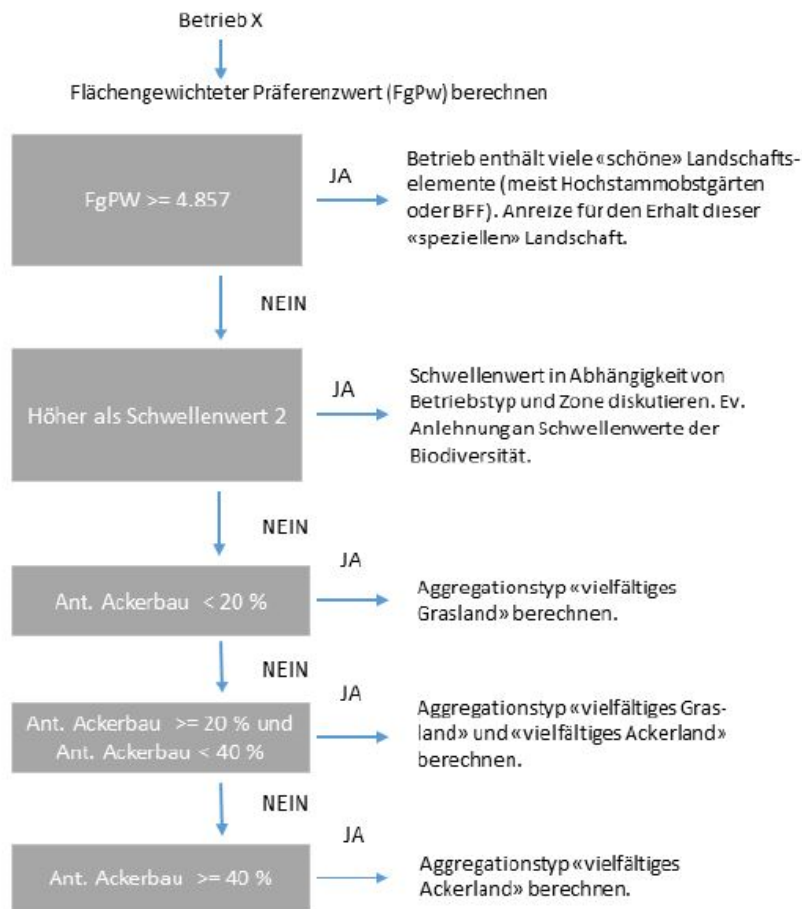 Betrieb X
Flächengewichteter Präferenzwert (FgPw) berechnen
FgPW >= 4.857
JA
Betrieb enthält viele «schöne» Landschafts-
elemente (meist Hochstammobstgärten
oder BFF). Anreize für den Erhalt dieser
«speziellen» Landschaft.
NEIN
Höher als Schwellenwert 2
JA
Schwellenwert in Abhängigkeit von
Betriebstyp und Zone diskutieren. Ev.
Anlehnung an Schwellenwerte der
Biodiversität.
NEIN
Ant. Ackerbau < 20 %
JA
Aggregationstyp «vielfältiges
Grasland» berechnen.
NEIN
Ant. Ackerbau >= 20 % und
Ant. Ackerbau < 40 %
JA
Aggregationstyp «vielfältiges Gras-
land» und «vielfältiges Ackerland»
berechnen.
NEIN
Ant. Ackerbau >= 40 %
JA
Aggregationstyp «vielfältiges
Ackerland» berechnen.